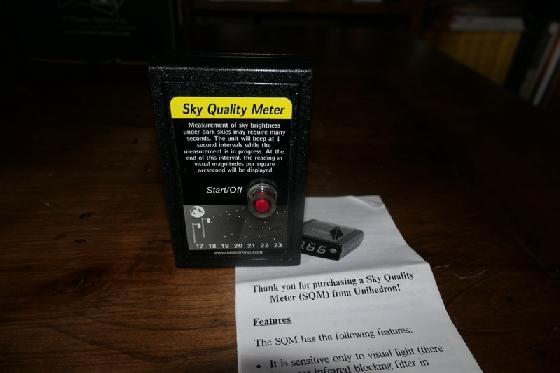 Sky Quality Meter
Measurement of sky brightness
under dark skies may require many
seconds. The unit will beep at 1
second intervals while the
measurement is in progress. At the
end of this interval, the reading in
visual magnitudes per square
arcsecond will be displayed
Start/Off
17 18 19 20 21 22 23
Thank you for purchasing a Sky Quality
Meter (SQM) from Unihedron!
Features
The SQM has the following features.
• It is sensitive only to visual light (there
infrared blocking filter in